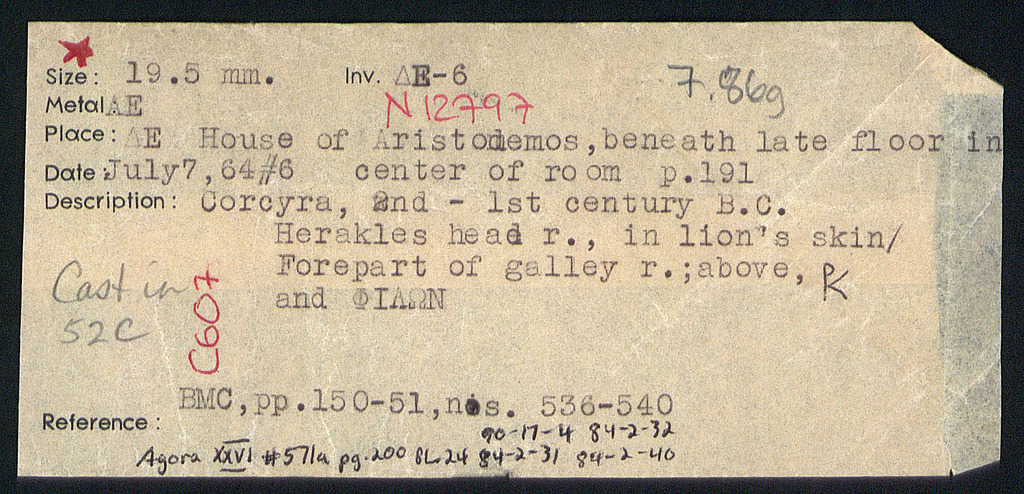 Size: 19.5 mm. Inv. ΔE-6 7.86g
Metal AE N12797
Place: ΔE House of Aristodemos, beneath late floor in
Date July7,64#6 center of room p.191
Description: Corcyra, 2nd - 1st century B.C.
Herakles head r., in lion's skin/
Forepart of galley r.;above,
and ΦΙΛΩΝ
Cast in
52C
C607
BMC,pp.150-51,nos. 536-540
Reference:
90-17-4 84-2-32
Agora XXVI #571a pg.200 BL.24 84-2-31 84-2-40